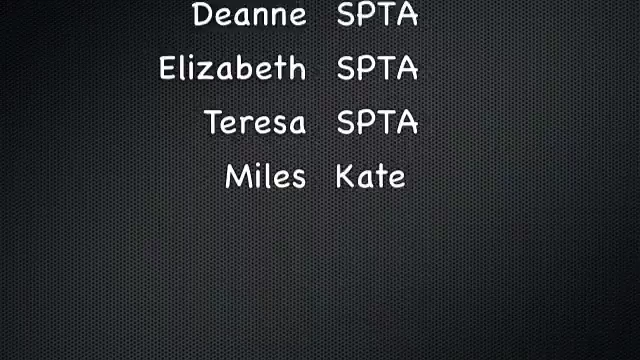 Deanne SPTA
Elizabeth SPTA
Teresa SPTA
Miles Kate